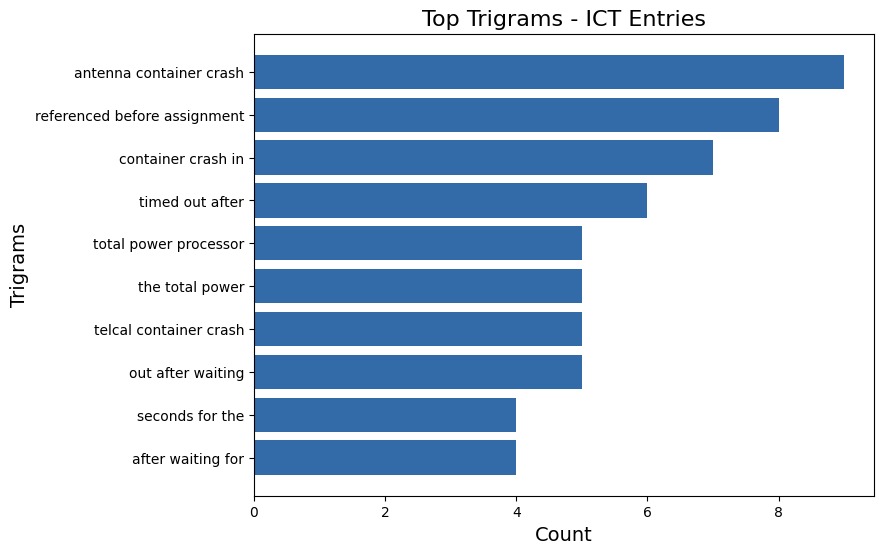 Top Trigrams - ICT Entries
antenna container crash
referenced before assignment
container crash in
timed out after
total power processor
the total power
telcal container crash
out after waiting
seconds for the
after waiting for
Trigrams
0 2 4 6 8
Count